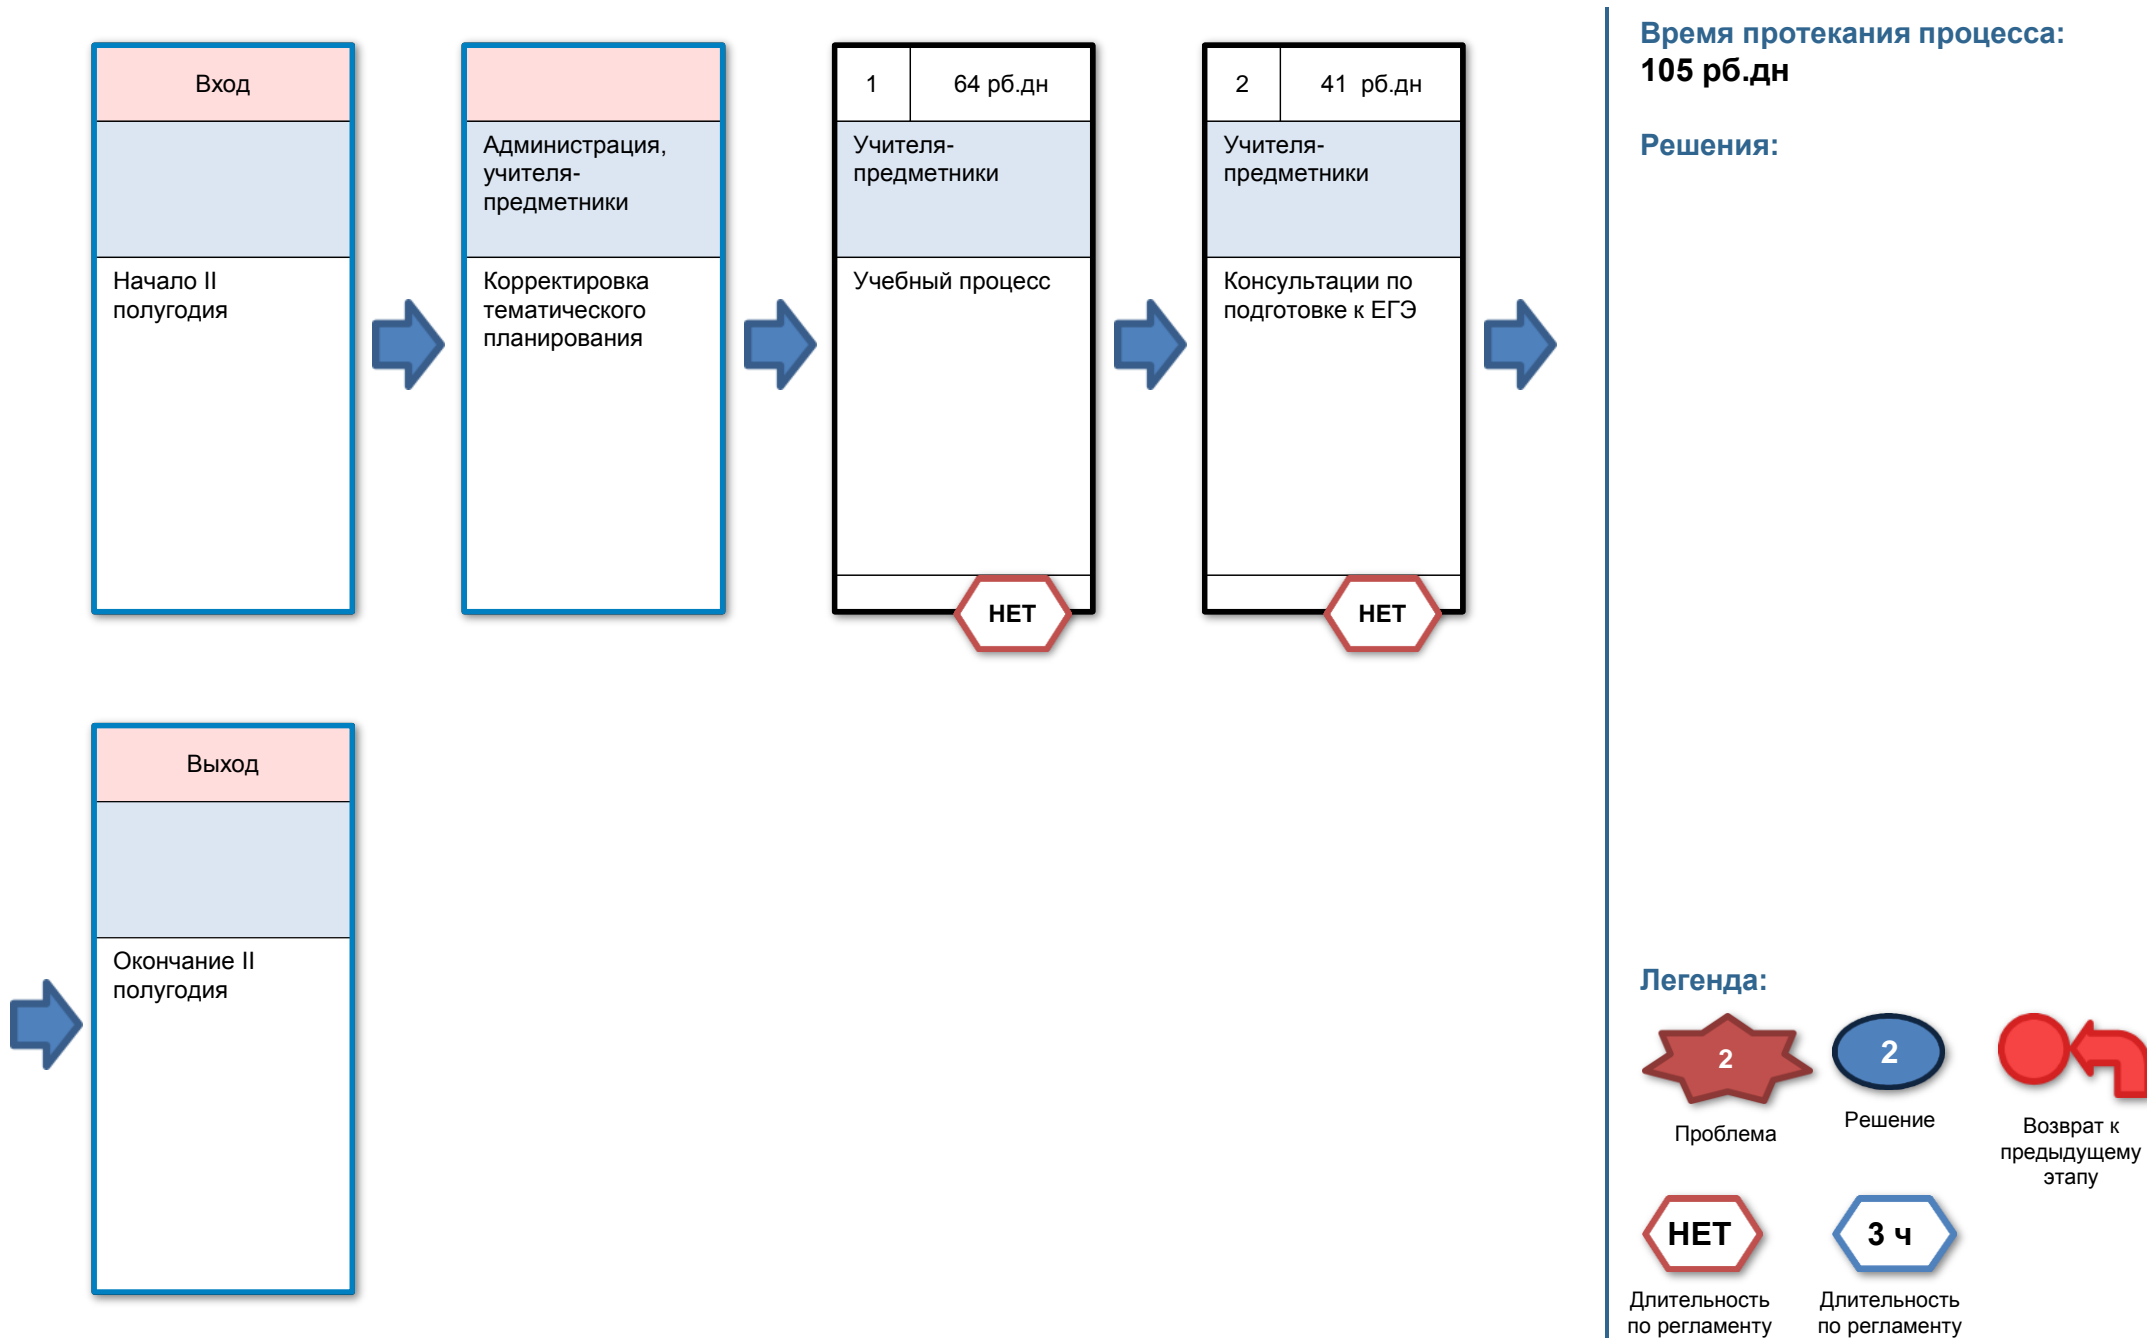 Вход
Начало II
полугодия
Администрация,
учителя-
предметники
Корректировка
тематического
планирования
1
64 рб.дн
Учителя-
предметники
Учебный процесс
НЕТ
2
41 рб.дн
Учителя-
предметники
Консультации по
подготовке к ЕГЭ
НЕТ
Время протекания процесса:
105 рб.дн
Решения:
Выход
Окончание II
полугодия
Легенда:
2
Проблема
2
Решение
Возврат к
предыдущему
этапу
НЕТ
Длительность
по регламенту
3 ч
Длительность
по регламенту